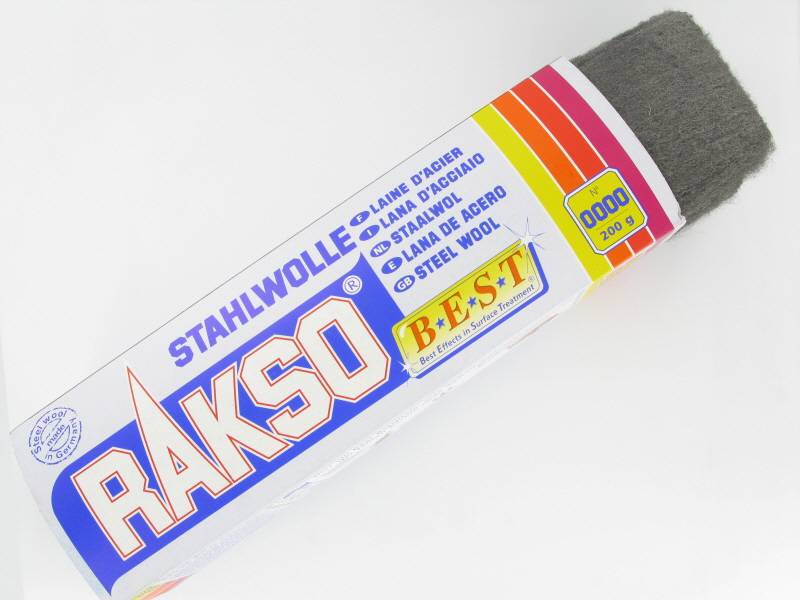 STAHLWOLLE
F LAINE D'ACIER
I LANA D'ACCIAIO
NL STAALWOL
E LANA DE ACERO
GB STEEL WOOL
RAKSO®
B★E★S★T®
Best Effects in Surface Treatment
N°
0000
200 g
Steel wool
made
in Germany